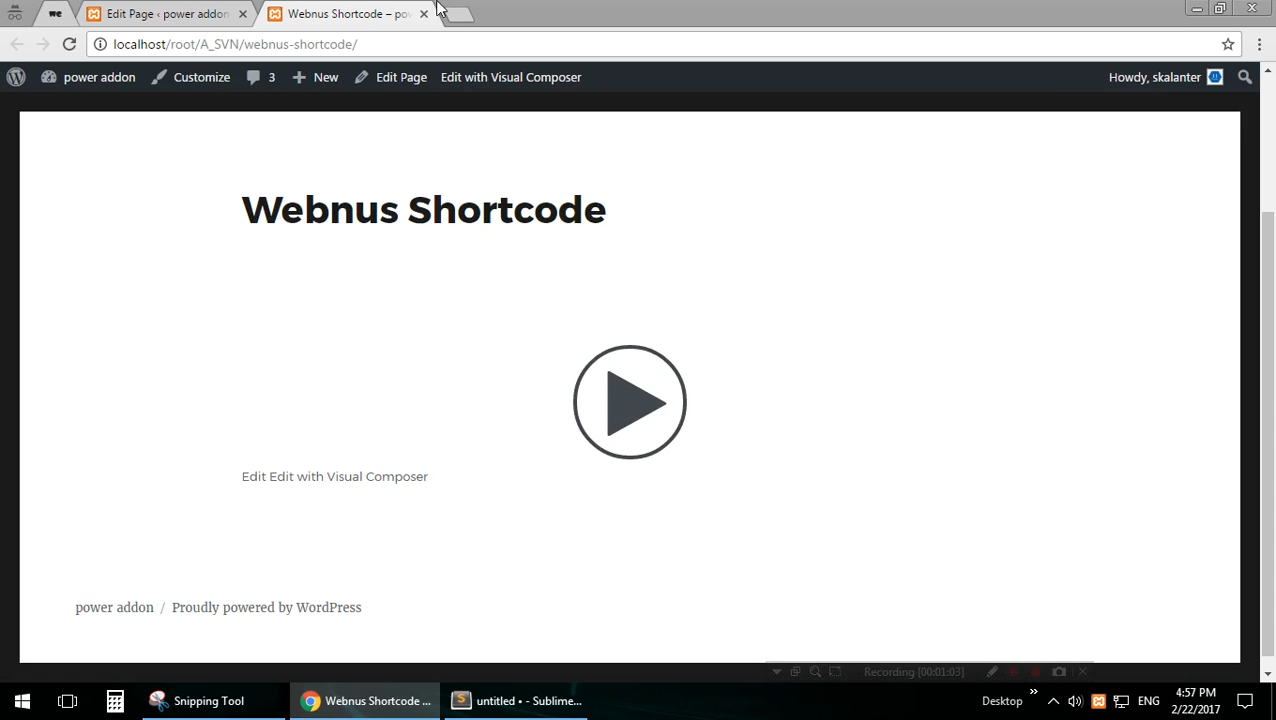 we
Edit Page ‹ power addon
Webnus Shortcode – pow
localhost/root/A_SVN/webnus-shortcode/
power addon
Customize
3
New
Edit Page
Edit with Visual Composer
Howdy, skalanter
Webnus Shortcode
Edit Edit with Visual Composer
power addon / Proudly powered by WordPress
Recording [00:01:03]
Snipping Tool
Webnus Shortcode ...
untitled • - Sublime...
Desktop
ENG
4:57 PM
2/22/2017